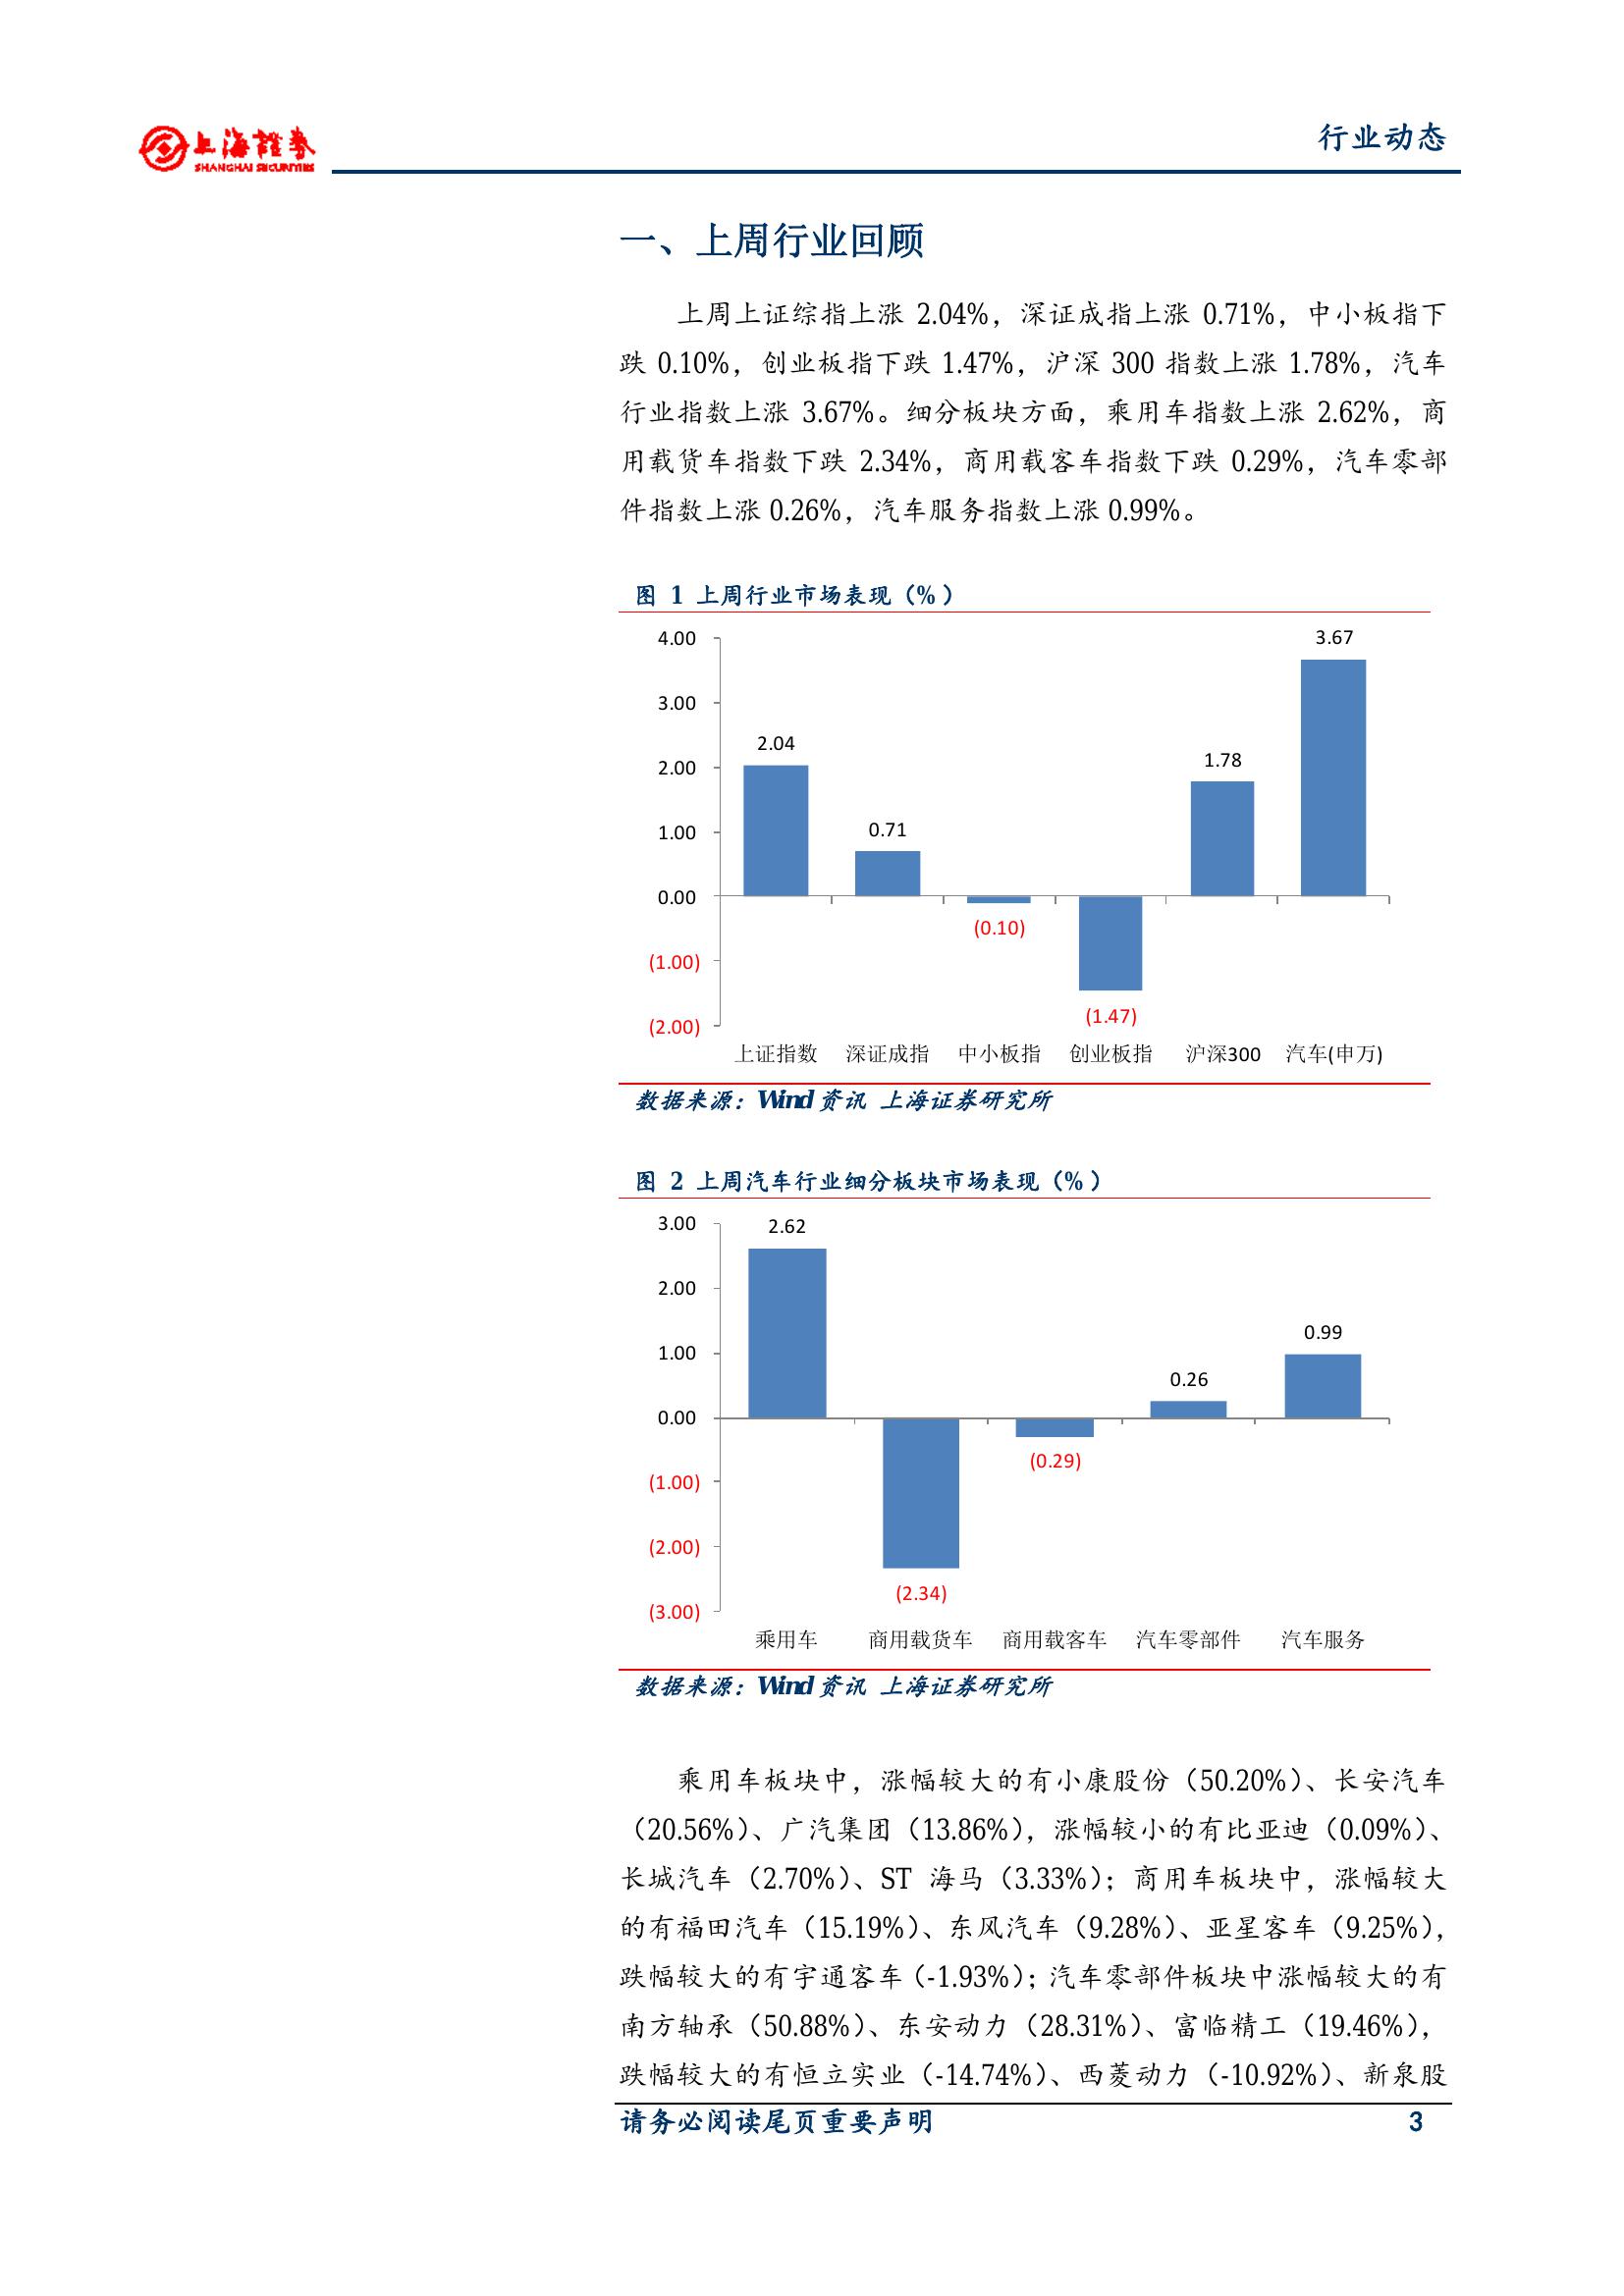 上海證券
SHANGHAI SECURITIES
行业动态
一、上周行业回顾
上周上证综指上涨 2.04%，深证成指上涨 0.71%，中小板指下
跌 0.10%，创业板指下跌 1.47%，沪深 300 指数上涨 1.78%，汽车
行业指数上涨 3.67%。细分板块方面，乘用车指数上涨 2.62%，商
用载货车指数下跌 2.34%，商用载客车指数下跌 0.29%，汽车零部
件指数上涨 0.26%，汽车服务指数上涨 0.99%。
图 1 上周行业市场表现（%）
4.00
3.00
2.00
1.00
0.00
(1.00)
(2.00)
2.04
0.71
(0.10)
(1.47)
1.78
3.67
上证指数 深证成指 中小板指 创业板指 沪深300 汽车(申万)
数据来源：Wind 资讯 上海证券研究所
图 2 上周汽车行业细分板块市场表现（%）
3.00
2.00
1.00
0.00
(1.00)
(2.00)
(3.00)
2.62
(2.34)
(0.29)
0.26
0.99
乘用车 商用载货车 商用载客车 汽车零部件 汽车服务
数据来源：Wind 资讯 上海证券研究所
乘用车板块中，涨幅较大的有小康股份（50.20%）、长安汽车
（20.56%）、广汽集团（13.86%），涨幅较小的有比亚迪（0.09%）、
长城汽车（2.70%）、ST 海马（3.33%）；商用车板块中，涨幅较大
的有福田汽车（15.19%）、东风汽车（9.28%）、亚星客车（9.25%），
跌幅较大的有宇通客车（-1.93%）；汽车零部件板块中涨幅较大的有
南方轴承（50.88%）、东安动力（28.31%）、富临精工（19.46%），
跌幅较大的有恒立实业（-14.74%）、西菱动力（-10.92%）、新泉股
请务必阅读尾页重要声明 3